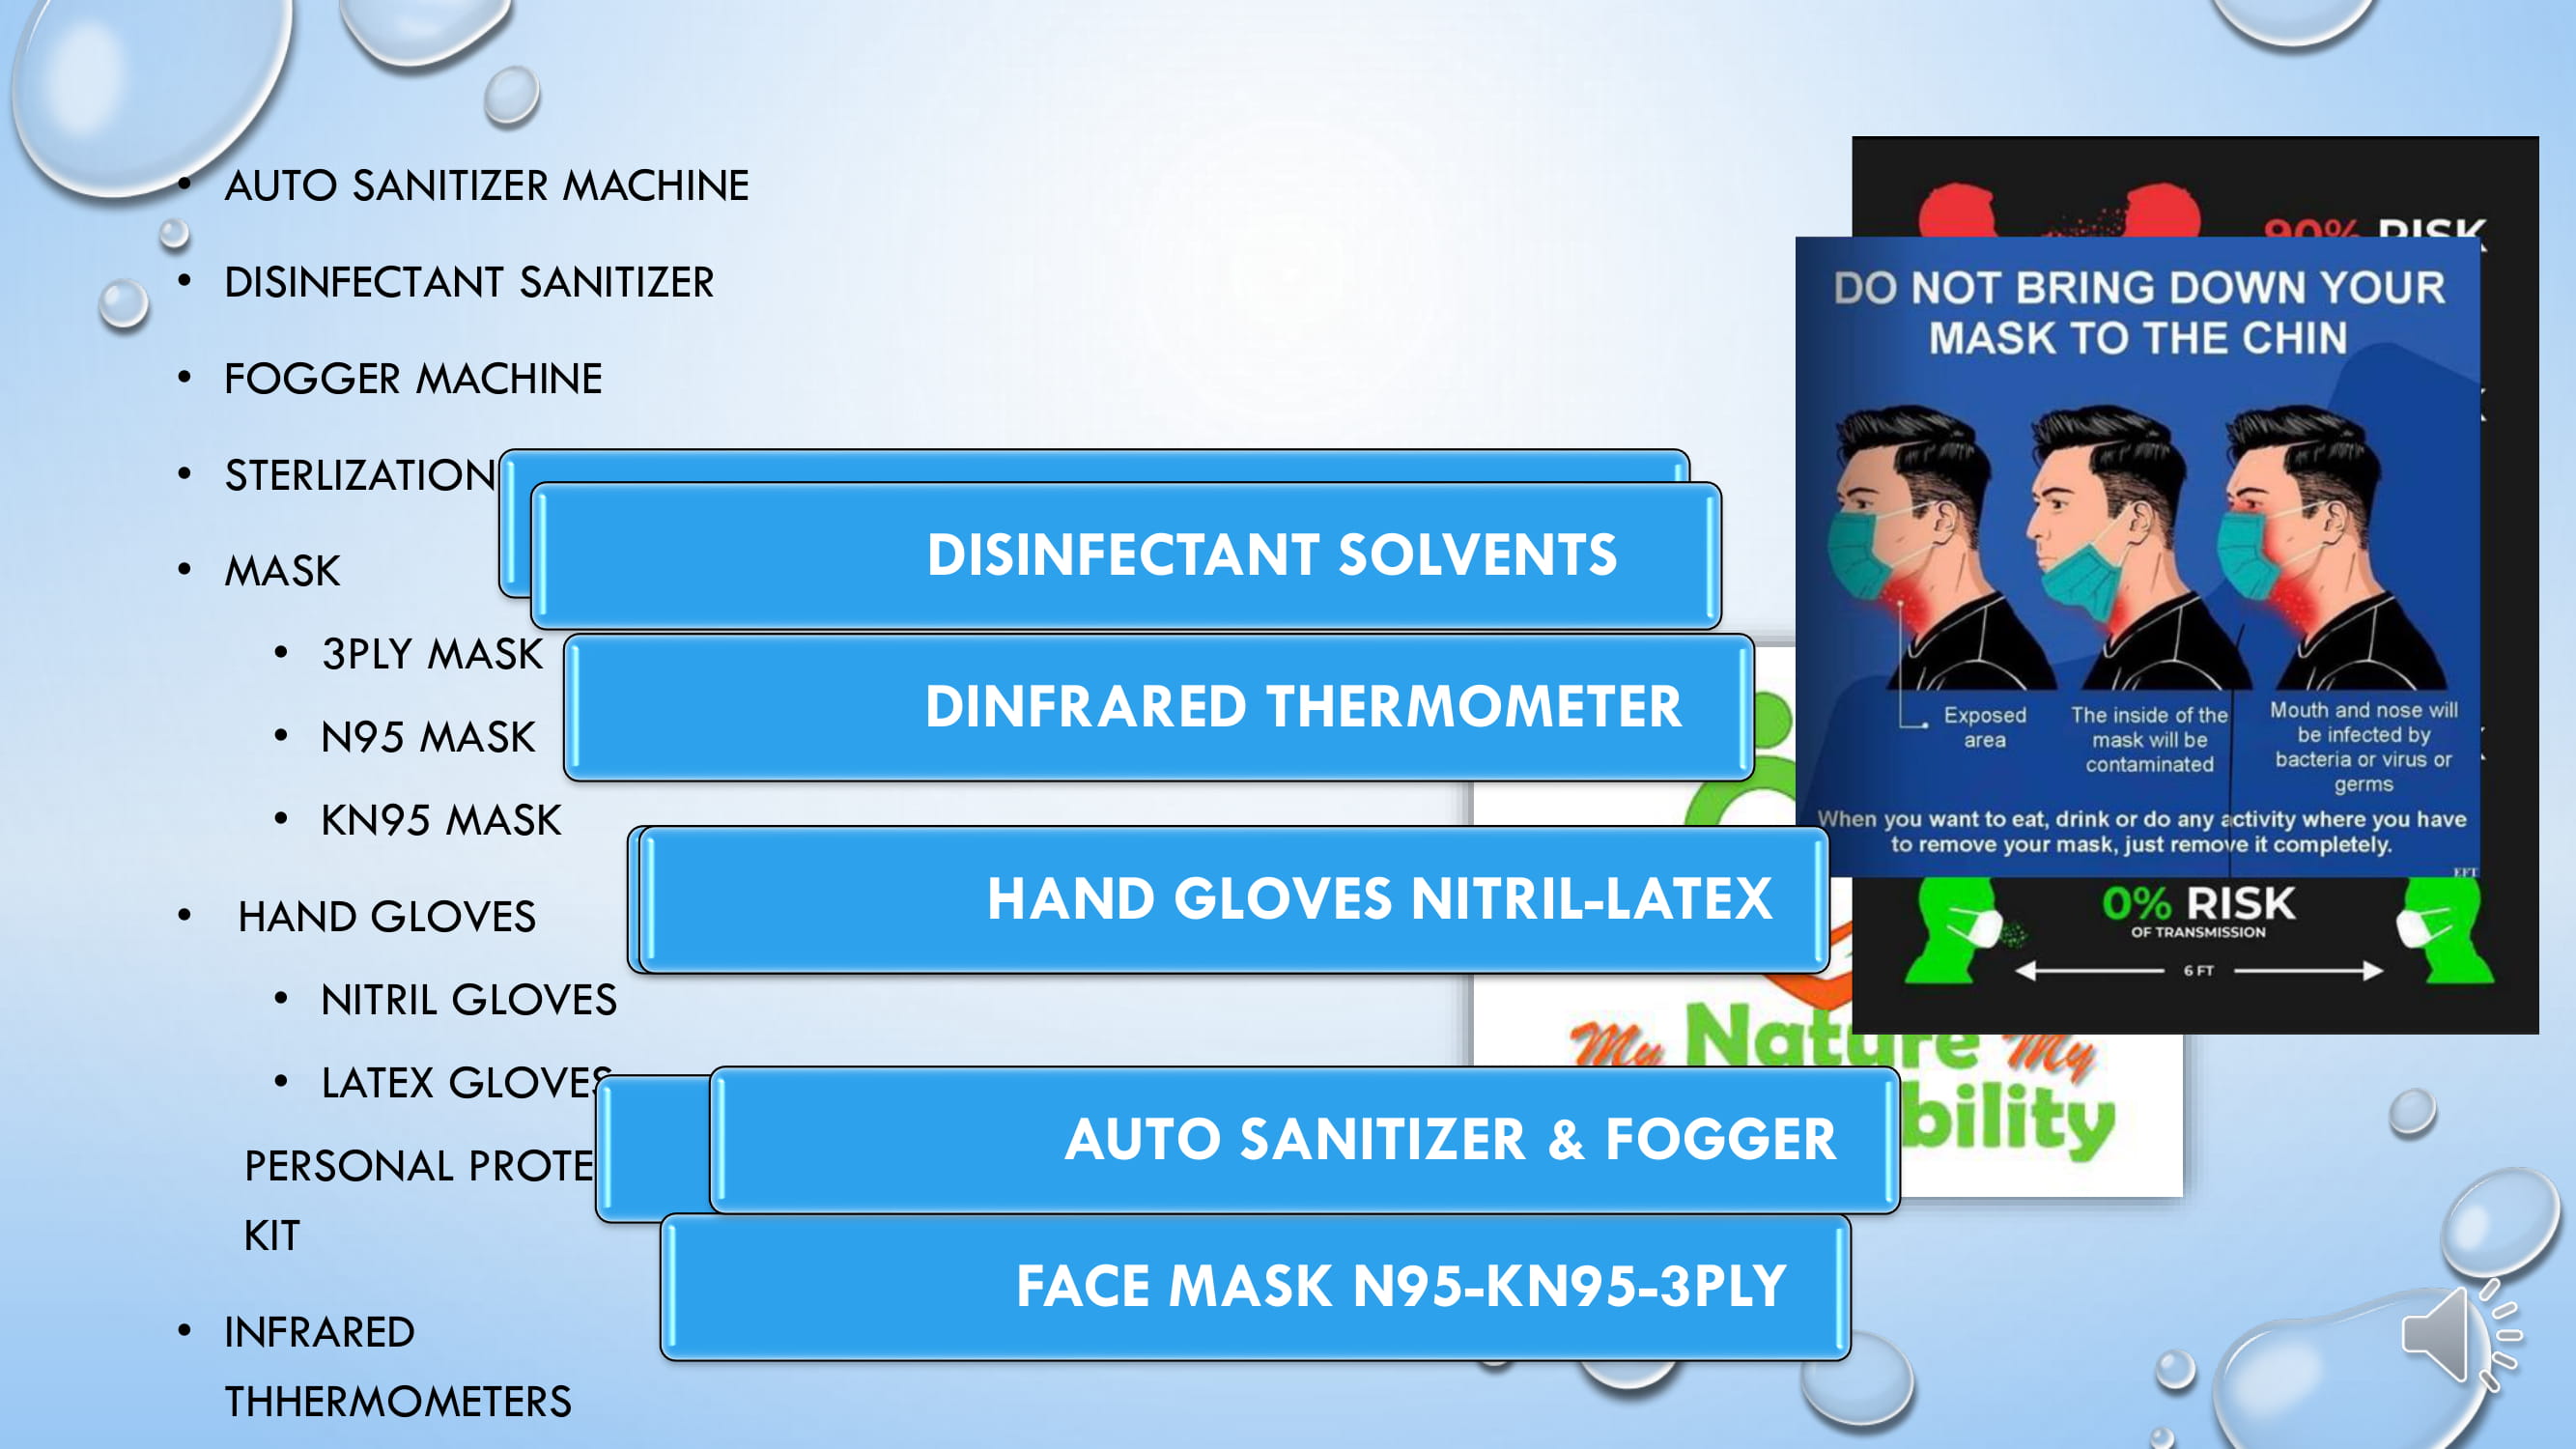 AUTO SANITIZER MACHINE
DISINFECTANT SANITIZER
FOGGER MACHINE
STERLIZATION
MASK
3PLY MASK
N95 MASK
KN95 MASK
HAND GLOVES
NITRIL GLOVES
LATEX GLOVES
PERSONAL
KIT
INFRARED
THHERMOMETERS
DISINFECTANT SOLVENTS
DINFRARED THERMOMETER
HAND GLOVES NITRIL-LATEX
AUTO SANITIZER & FOGGER
FACE MASK N95-KN95-3PLY
90% RISK
DO NOT BRING DOWN YOUR
MASK TO THE CHIN
Exposed
area
The inside of the
mask will be
contaminated
Mouth and nose will
be infected by
bacteria or virus or
germs
When you want to eat, drink or do any activity where you have
to remove your mask, just remove it completely.
0% RISK
OF TRANSMISSION
6 FT
My Nature My